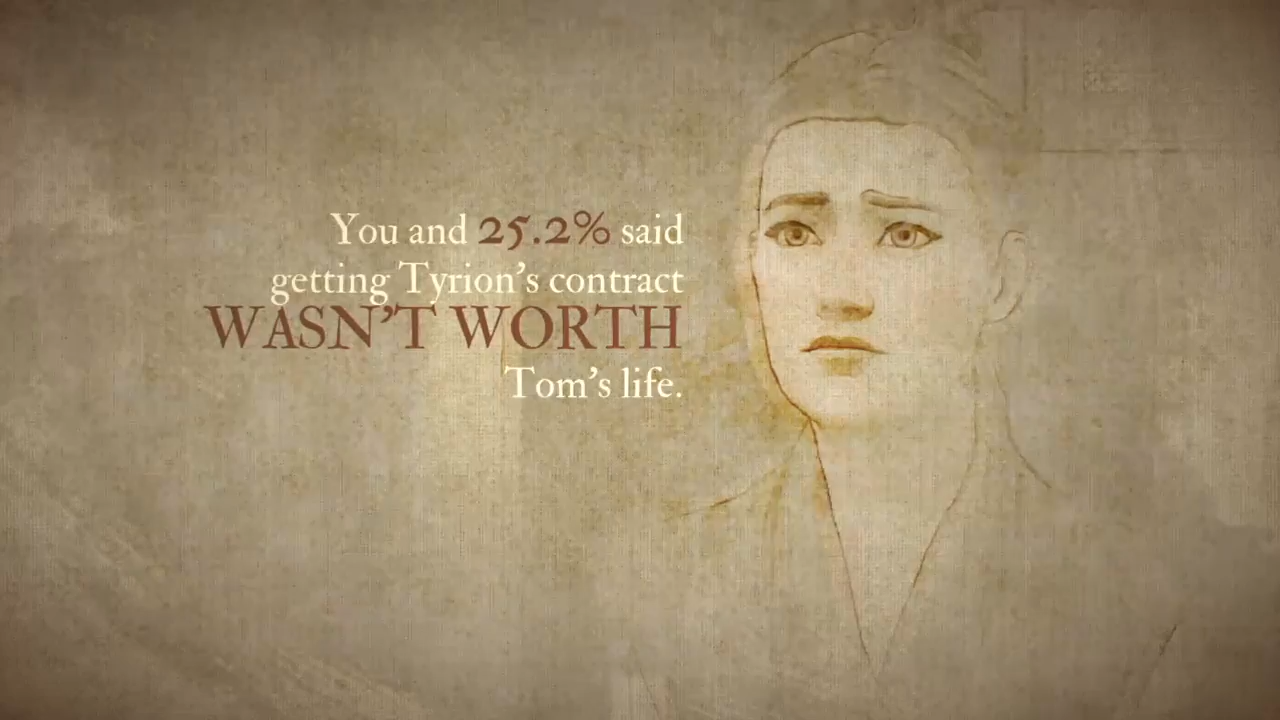 You and 25.2% said
getting Tyrion's contract
WASN'T WORTH
Tom's life.